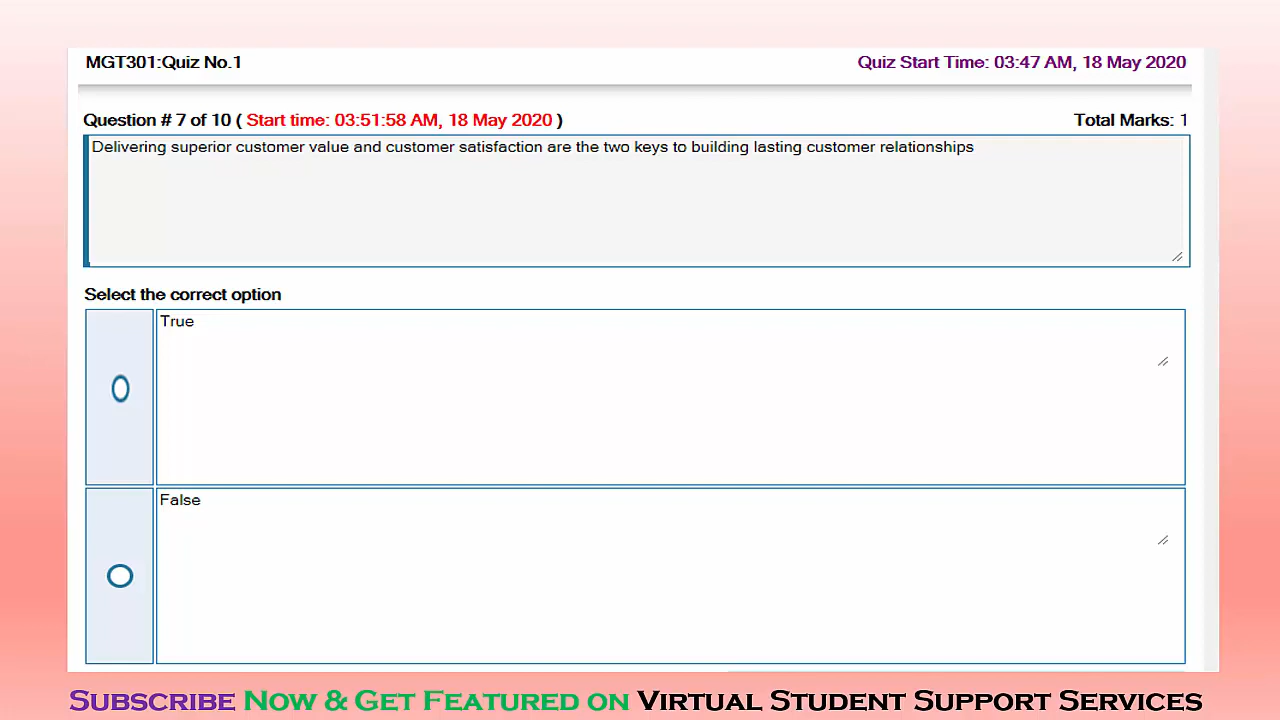 MGT301:Quiz No.1
Quiz Start Time: 03:47 AM, 18 May 2020
Question # 7 of 10 ( Start time: 03:51:58 AM, 18 May 2020 )
Total Marks: 1
Delivering superior customer value and customer satisfaction are the two keys to building lasting customer relationships
Select the correct option
True
False
Subscribe Now & Get Featured on Virtual Student Support Services